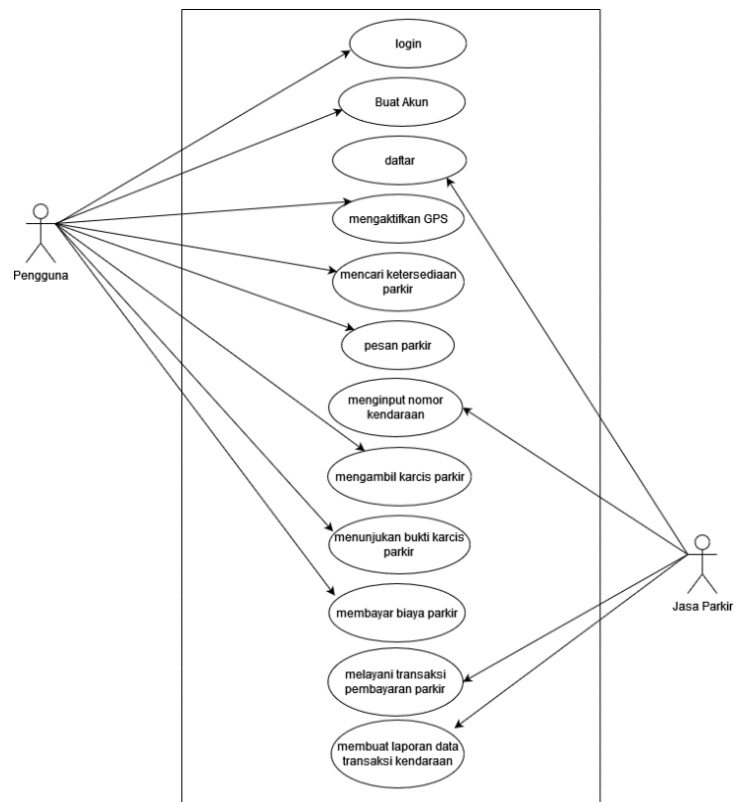 login
Buat Akun
daftar
mengaktifkan GPS
Pengguna
mencari ketersediaan
parkir
pesan parkir
menginput nomor
kendaraan
mengambil karcis parkir
menunjukan bukti karcis
parkir
Jasa Parkir
membayar biaya parkir
melayani transaksi
pembayaran parkir
membuat laporan data
transaksi kendaraan